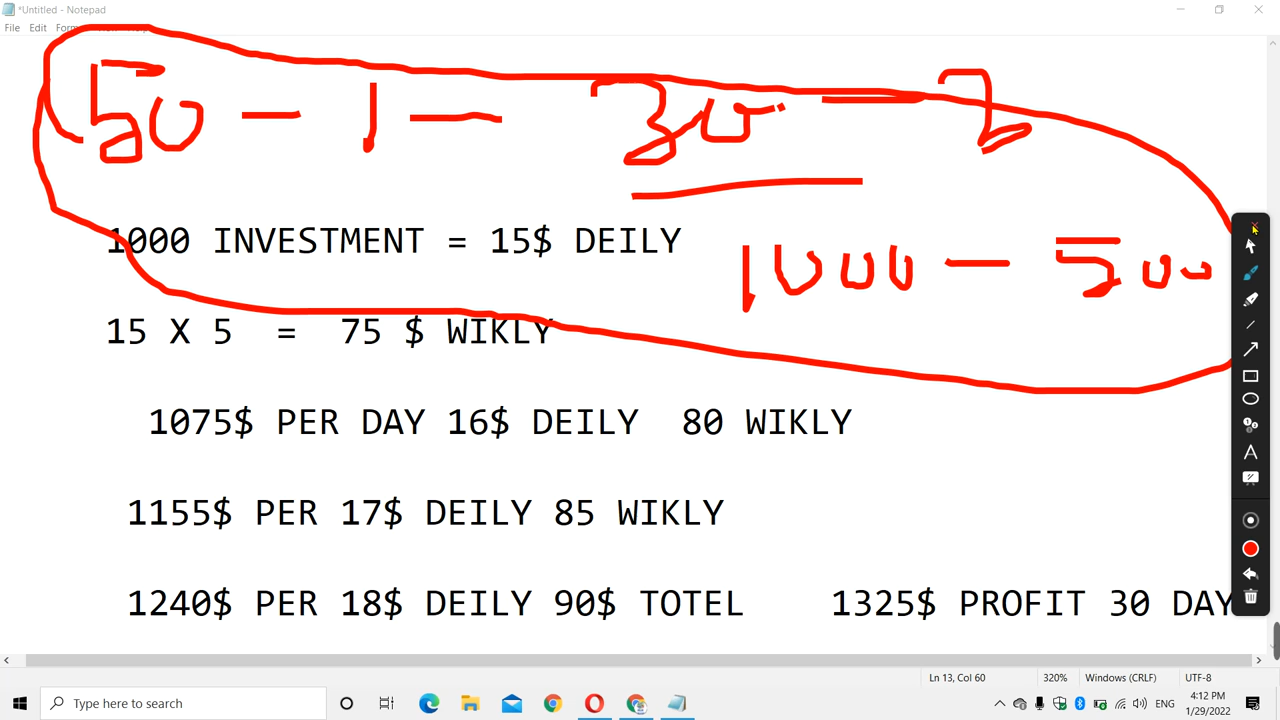 *Untitled - Notepad
File Edit Help
50 - 1 - 30 - 2
1000 INVESTMENT = 15$ DEILY
1000 - 500
15 X 5 = 75 $ WIKLY
1075$ PER DAY 16$ DEILY 80 WIKLY
1155$ PER 17$ DEILY 85 WIKLY
1240$ PER 18$ DEILY 90$ TOTEL 1325$ PROFIT 30 DAY
Ln 13, Col 60 320% Windows (CRLF) UTF-8
Type here to search
ENG
4:12 PM
1/29/2022